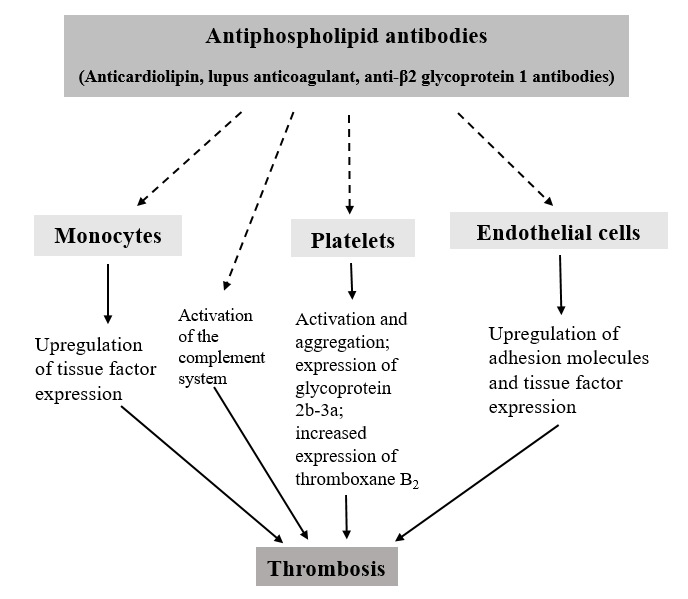 Antiphospholipid antibodies
(Anticardiolipin, lupus anticoagulant, anti-β2 glycoprotein 1 antibodies)
Monocytes
Platelets
Endothelial cells
Upregulation
of tissue factor
expression
Activation
of the
complement
system
Activation and
aggregation;
expression of
glycoprotein
2b-3a;
increased
expression of
thromboxane B₂
Upregulation of
adhesion molecules
and tissue factor
expression
Thrombosis